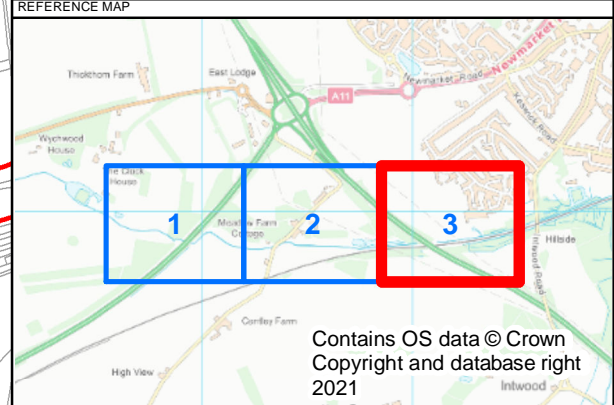 REFERENCE MAP
Thickthorn Farm
East Lodge
Newmarket
Newmarket Road
A11
Keswick Road
Wychwood
House
The Clock
House
1
2
3
Meadow Farm
Cottage
Hillside
Intwood Road
Cantley Farm
High View
Intwood
Contains OS data © Crown
Copyright and database right
2021